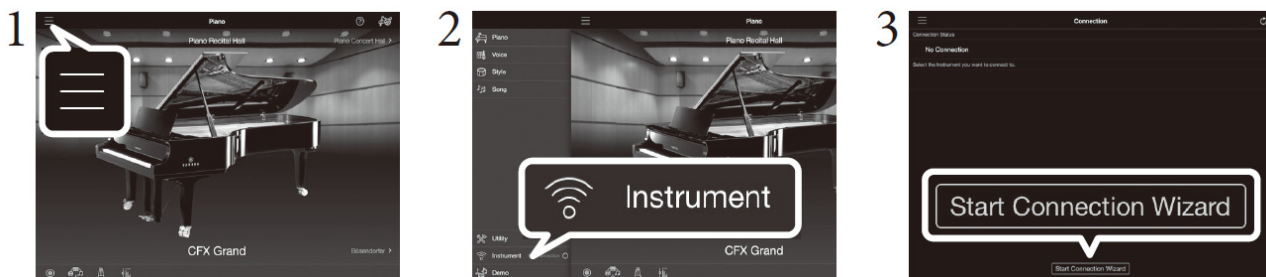 1
Piano
Piano Recital Hall
Piano Concert Hall >
YAMAHA
CFX Grand
Bösendorfer >
2
Piano
Piano
Voice
Style
Song
Piano Recital Hall
Instrument
Utility
Instrument
Demo
CFX Grand
3
Connection
Connection Status
No Connection
Select the instrument you want to connect to.
Start Connection Wizard
Start Connection Wizard